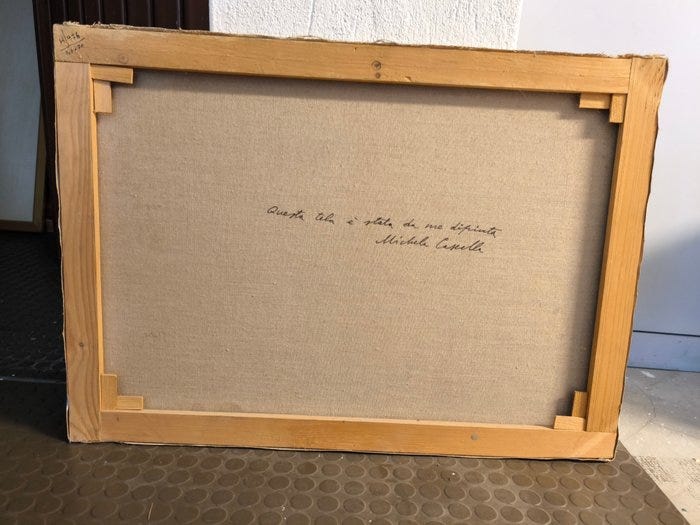 Questa tela è stata da me dipinta
Michele Cascella